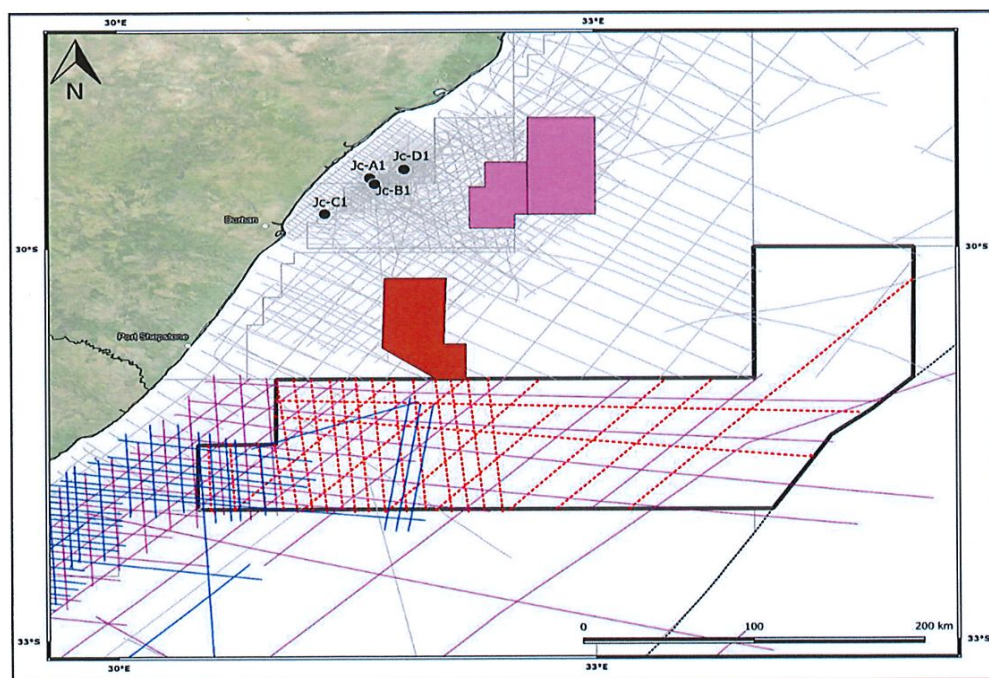 30°E 33°E
N
Jc-D1
Jc-A1
Jc-B1
Jc-C1
Durban
30°S 30°S
Port Shepstone
0 100 200 km
33°S 33°S
30°E 33°E